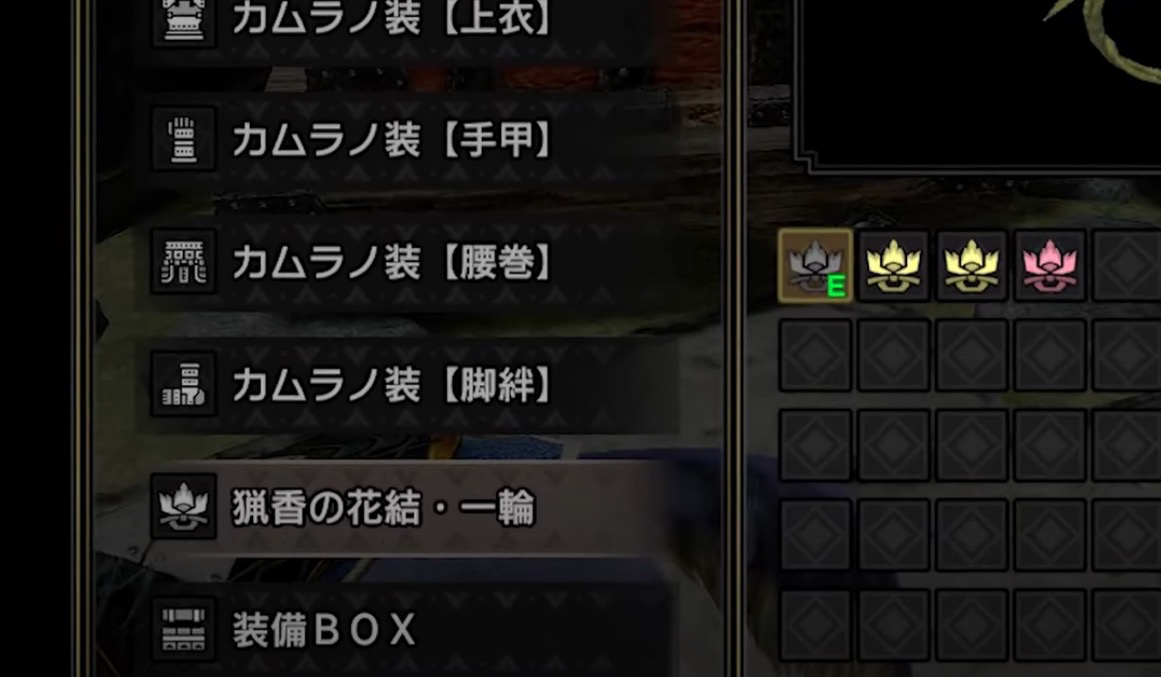 カムラノ装【上衣】
カムラノ装【手甲】
カムラノ装【腰巻】
E
カムラノ装【脚絆】
猟香の花結・一輪
装備ＢＯＸ